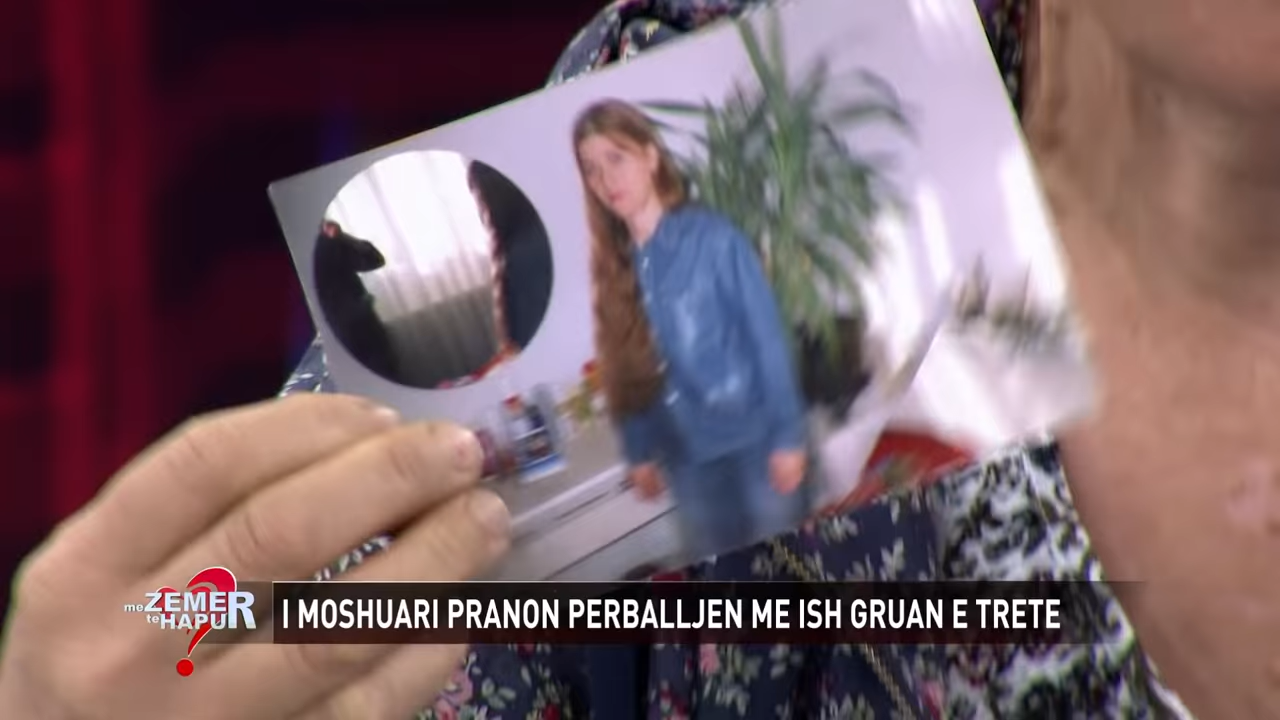 me ZEMER
te HAPUR
I MOSHUARI PRANON PERBALLJEN ME ISH GRUAN E TRETE